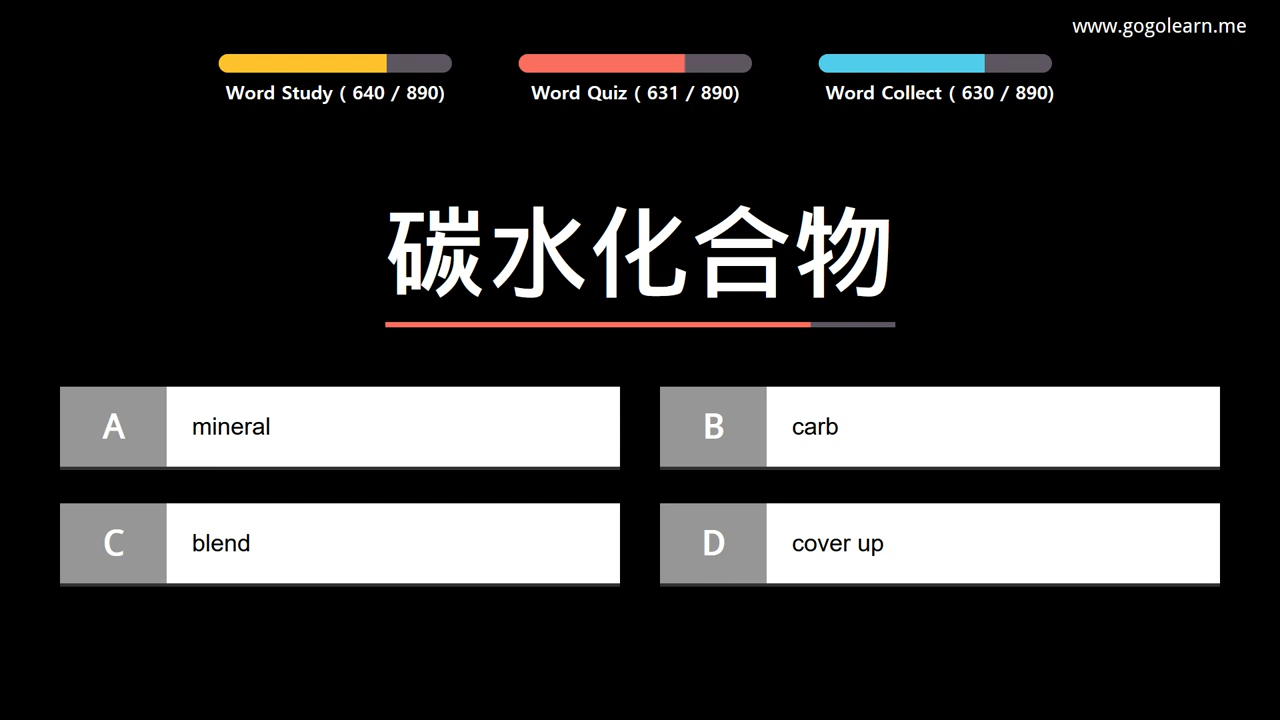 www.gogolearn.me
Word Study ( 640 / 890)
Word Quiz ( 631 / 890)
Word Collect ( 630 / 890)
碳水化合物
A mineral
B carb
C blend
D cover up